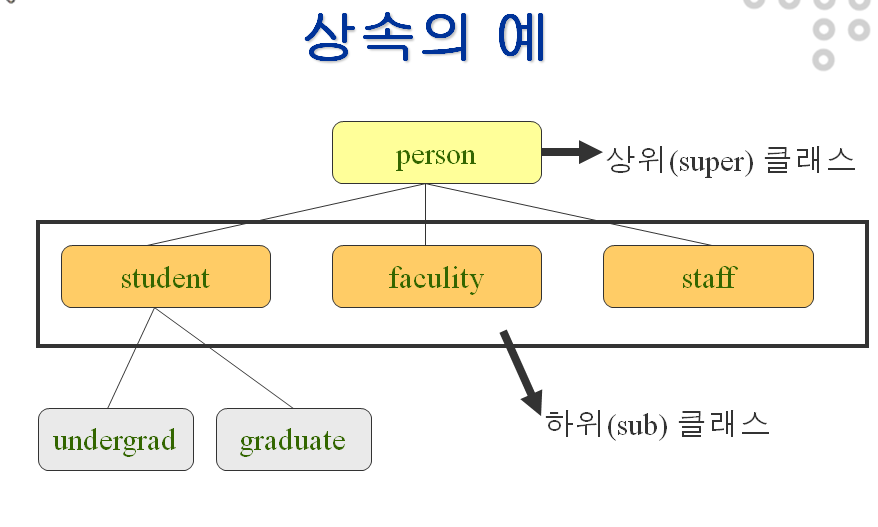 상속의 예
person
상위(super) 클래스
student
faculity
staff
하위(sub) 클래스
undergrad
graduate